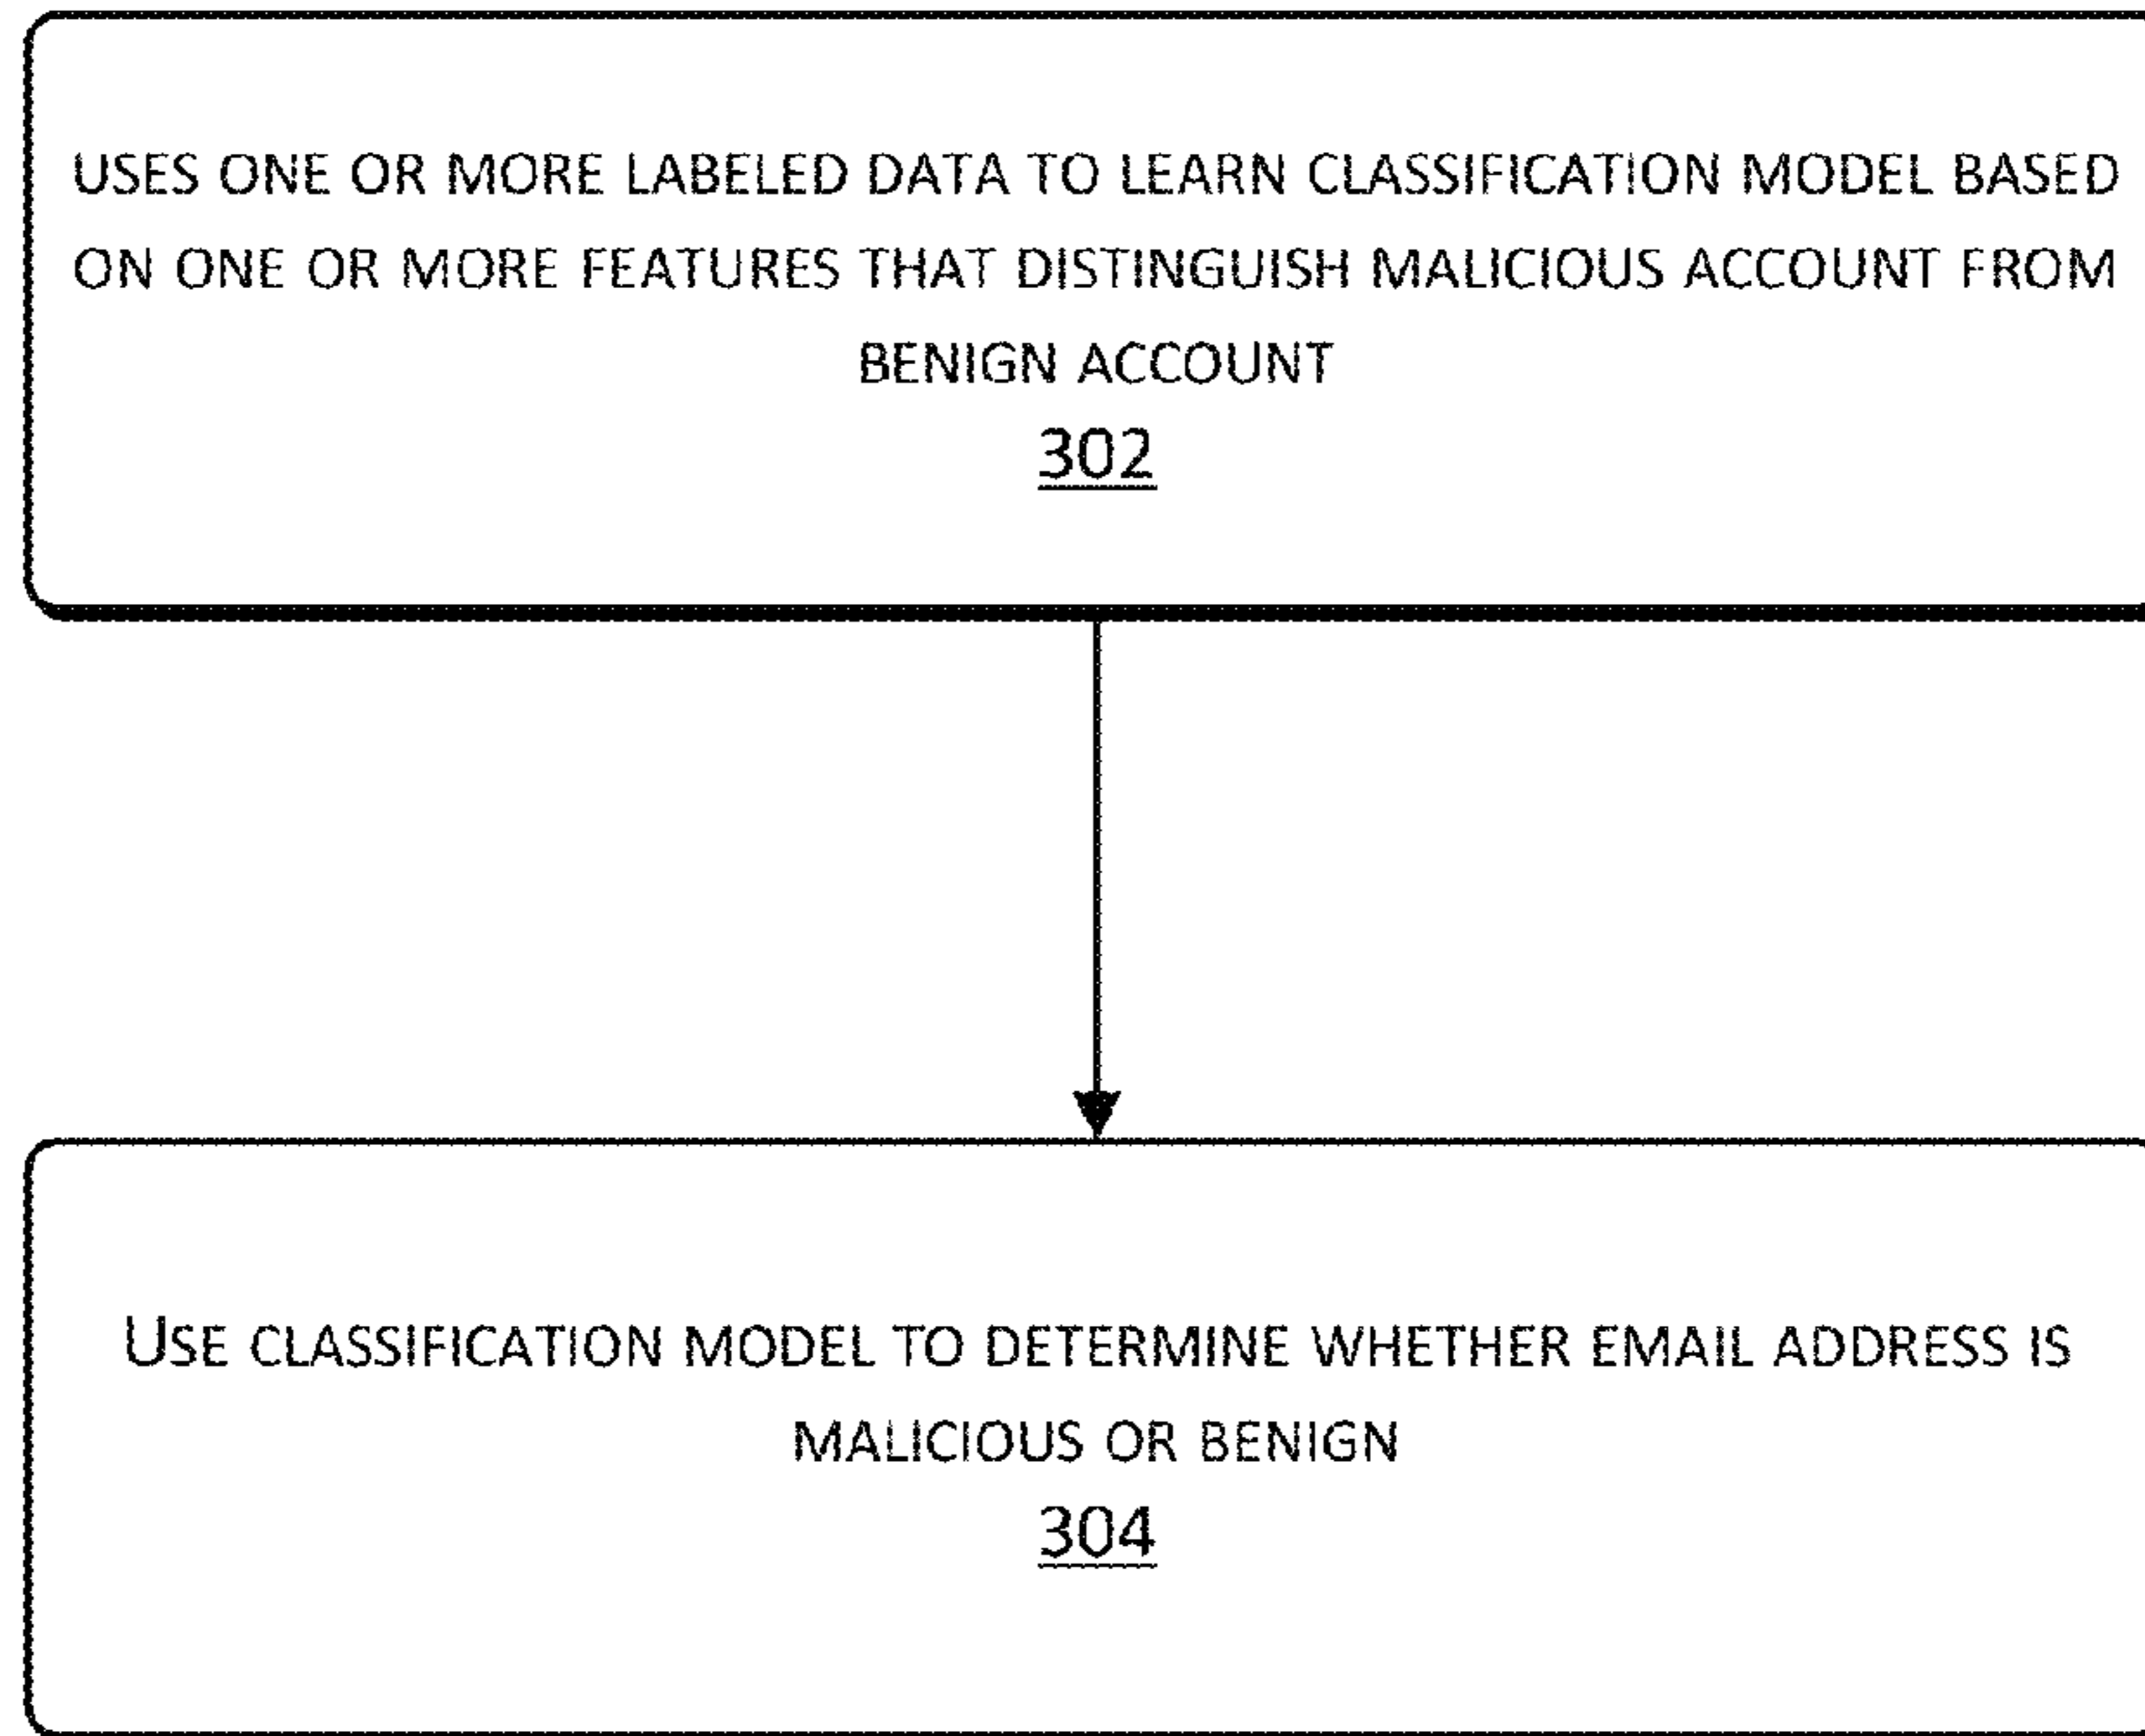 USES ONE OR MORE LABELED DATA TO LEARN CLASSIFICATION MODEL BASED
ON ONE OR MORE FEATURES THAT DISTINGUISH MALICIOUS ACCOUNT FROM
BENIGN ACCOUNT
302
USE CLASSIFICATION MODEL TO DETERMINE WHETHER EMAIL ADDRESS IS
MALICIOUS OR BENIGN
304